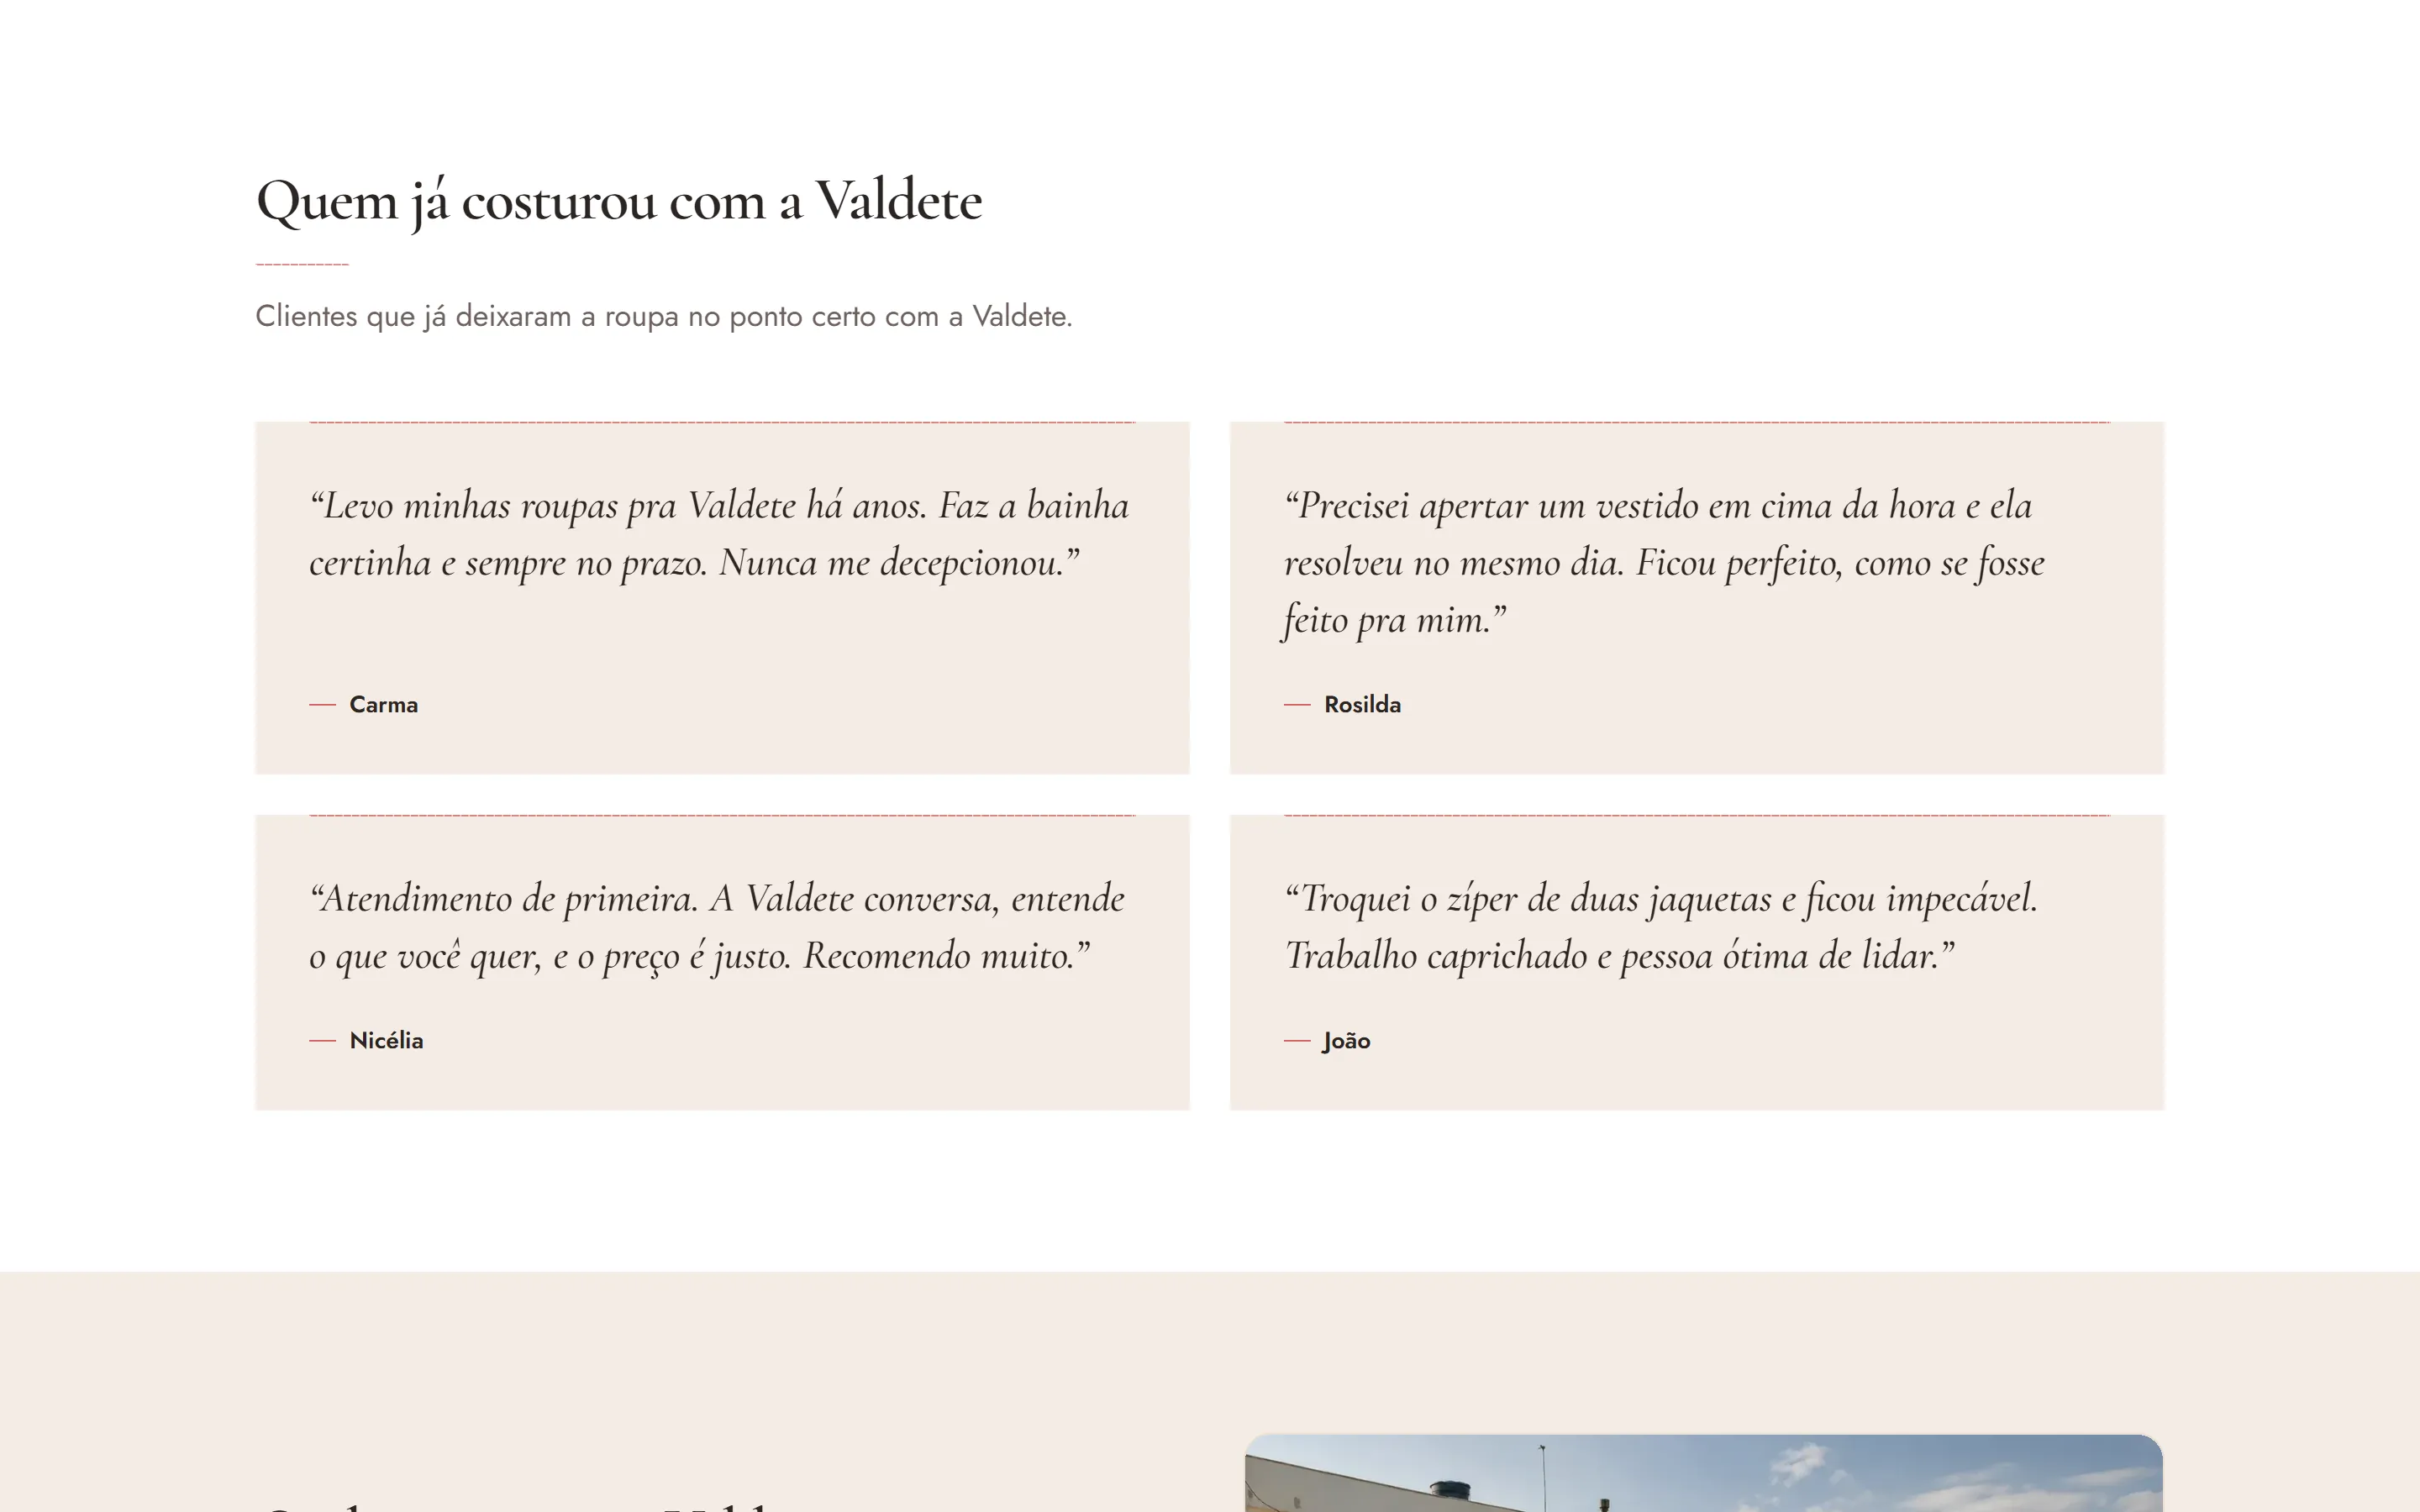 Quem já costurou com a Valdete
Clientes que já deixaram a roupa no ponto certo com a Valdete.
“Levo minhas roupas pra Valdete há anos. Faz a bainha
certinha e sempre no prazo. Nunca me decepcionou.”
— Carma
“Precisei apertar um vestido em cima da hora e ela
resolveu no mesmo dia. Ficou perfeito, como se fosse
feito pra mim.”
— Rosilda
“Atendimento de primeira. A Valdete conversa, entende
o que você quer, e o preço é justo. Recomendo muito.”
— Nicélia
“Troquei o zíper de duas jaquetas e ficou impecável.
Trabalho caprichado e pessoa ótima de lidar.”
— João